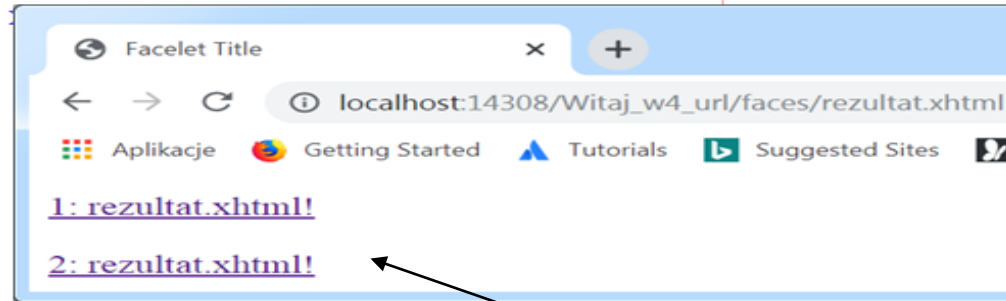 Facelet Title
localhost:14308/Witaj_w4_url/faces/rezultat.xhtml
Aplikacje Getting Started Tutorials Suggested Sites
1: rezultat.xhtml!
2: rezultat.xhtml!